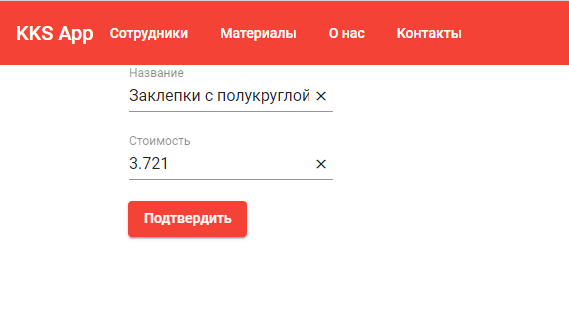 KKS App Сотрудники Материалы О нас Контакты
Название
Заклепки с полукруглой
Стоимость
3.721
Подтвердить